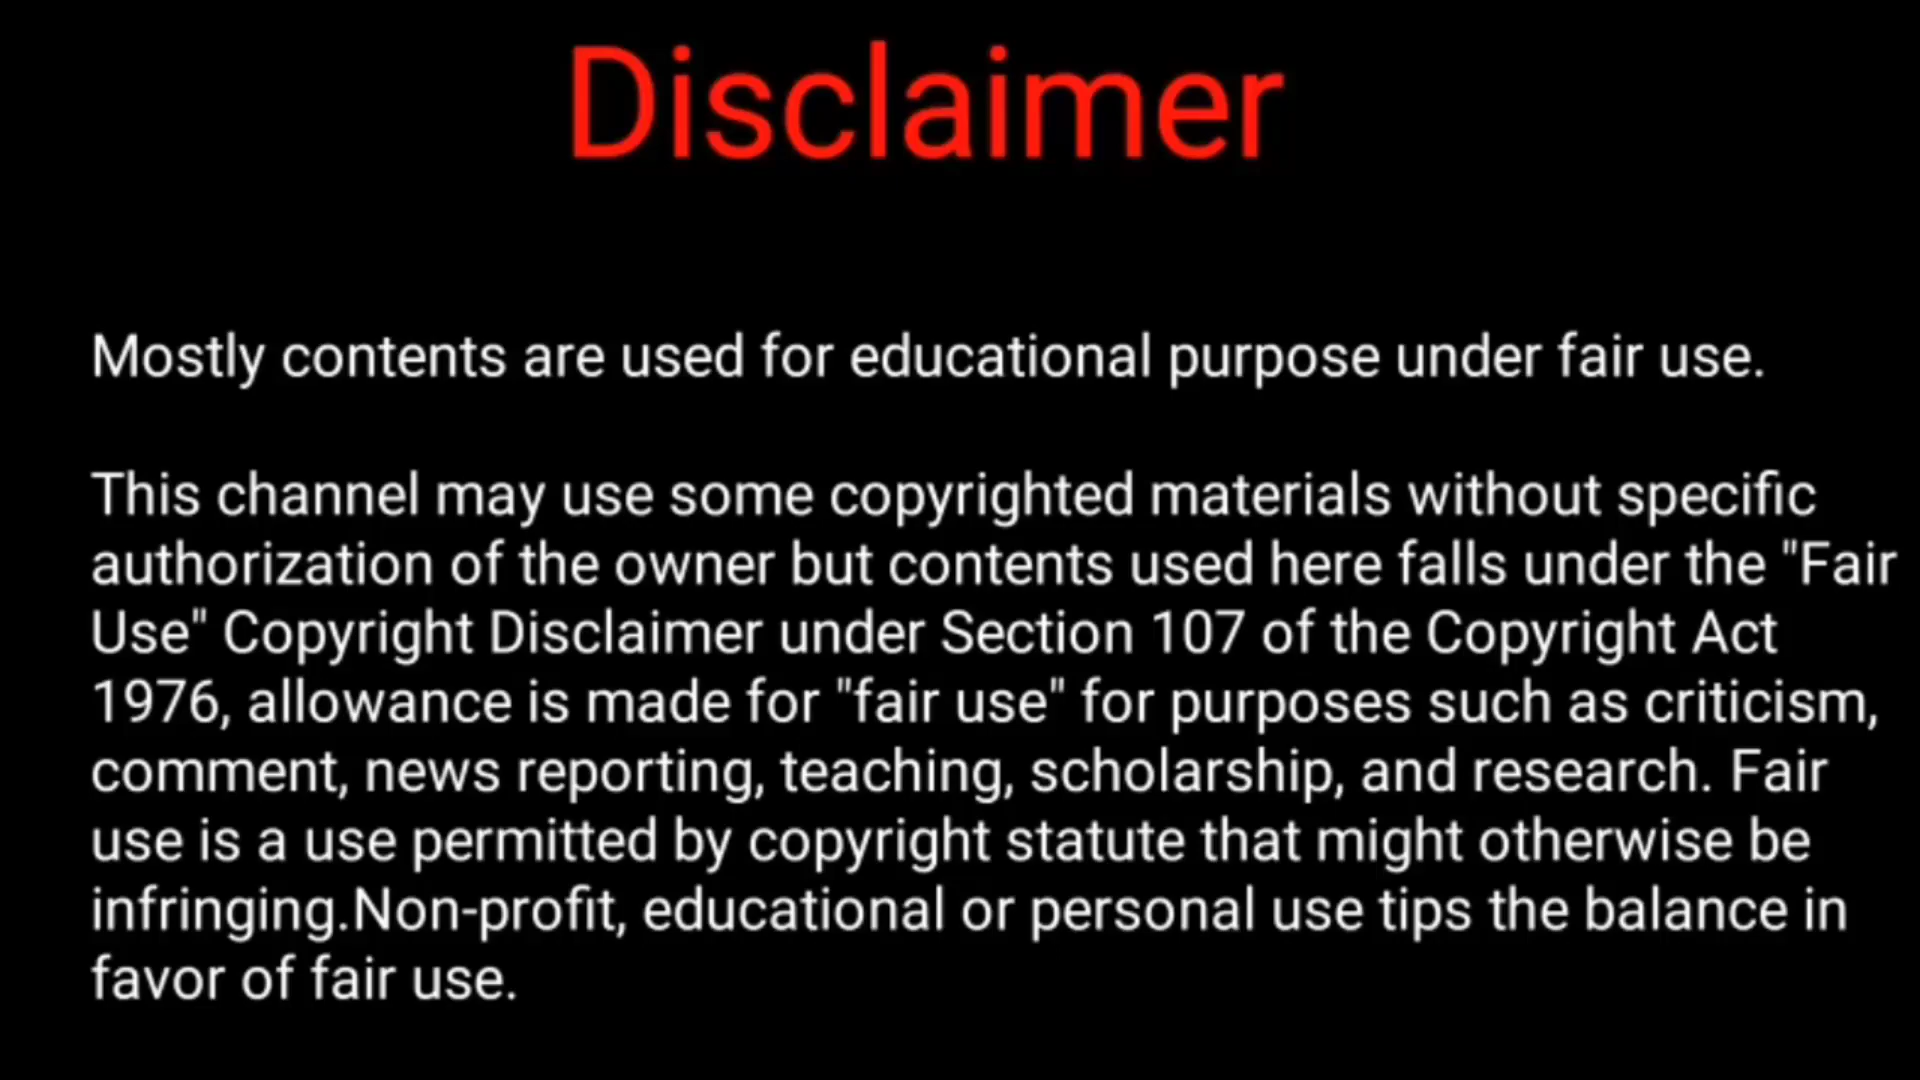 Disclaimer
Mostly contents are used for educational purpose under fair use.
This channel may use some copyrighted materials without specific
authorization of the owner but contents used here falls under the "Fair
Use" Copyright Disclaimer under Section 107 of the Copyright Act
1976, allowance is made for "fair use" for purposes such as criticism,
comment, news reporting, teaching, scholarship, and research. Fair
use is a use permitted by copyright statute that might otherwise be
infringing.Non-profit, educational or personal use tips the balance in
favor of fair use.